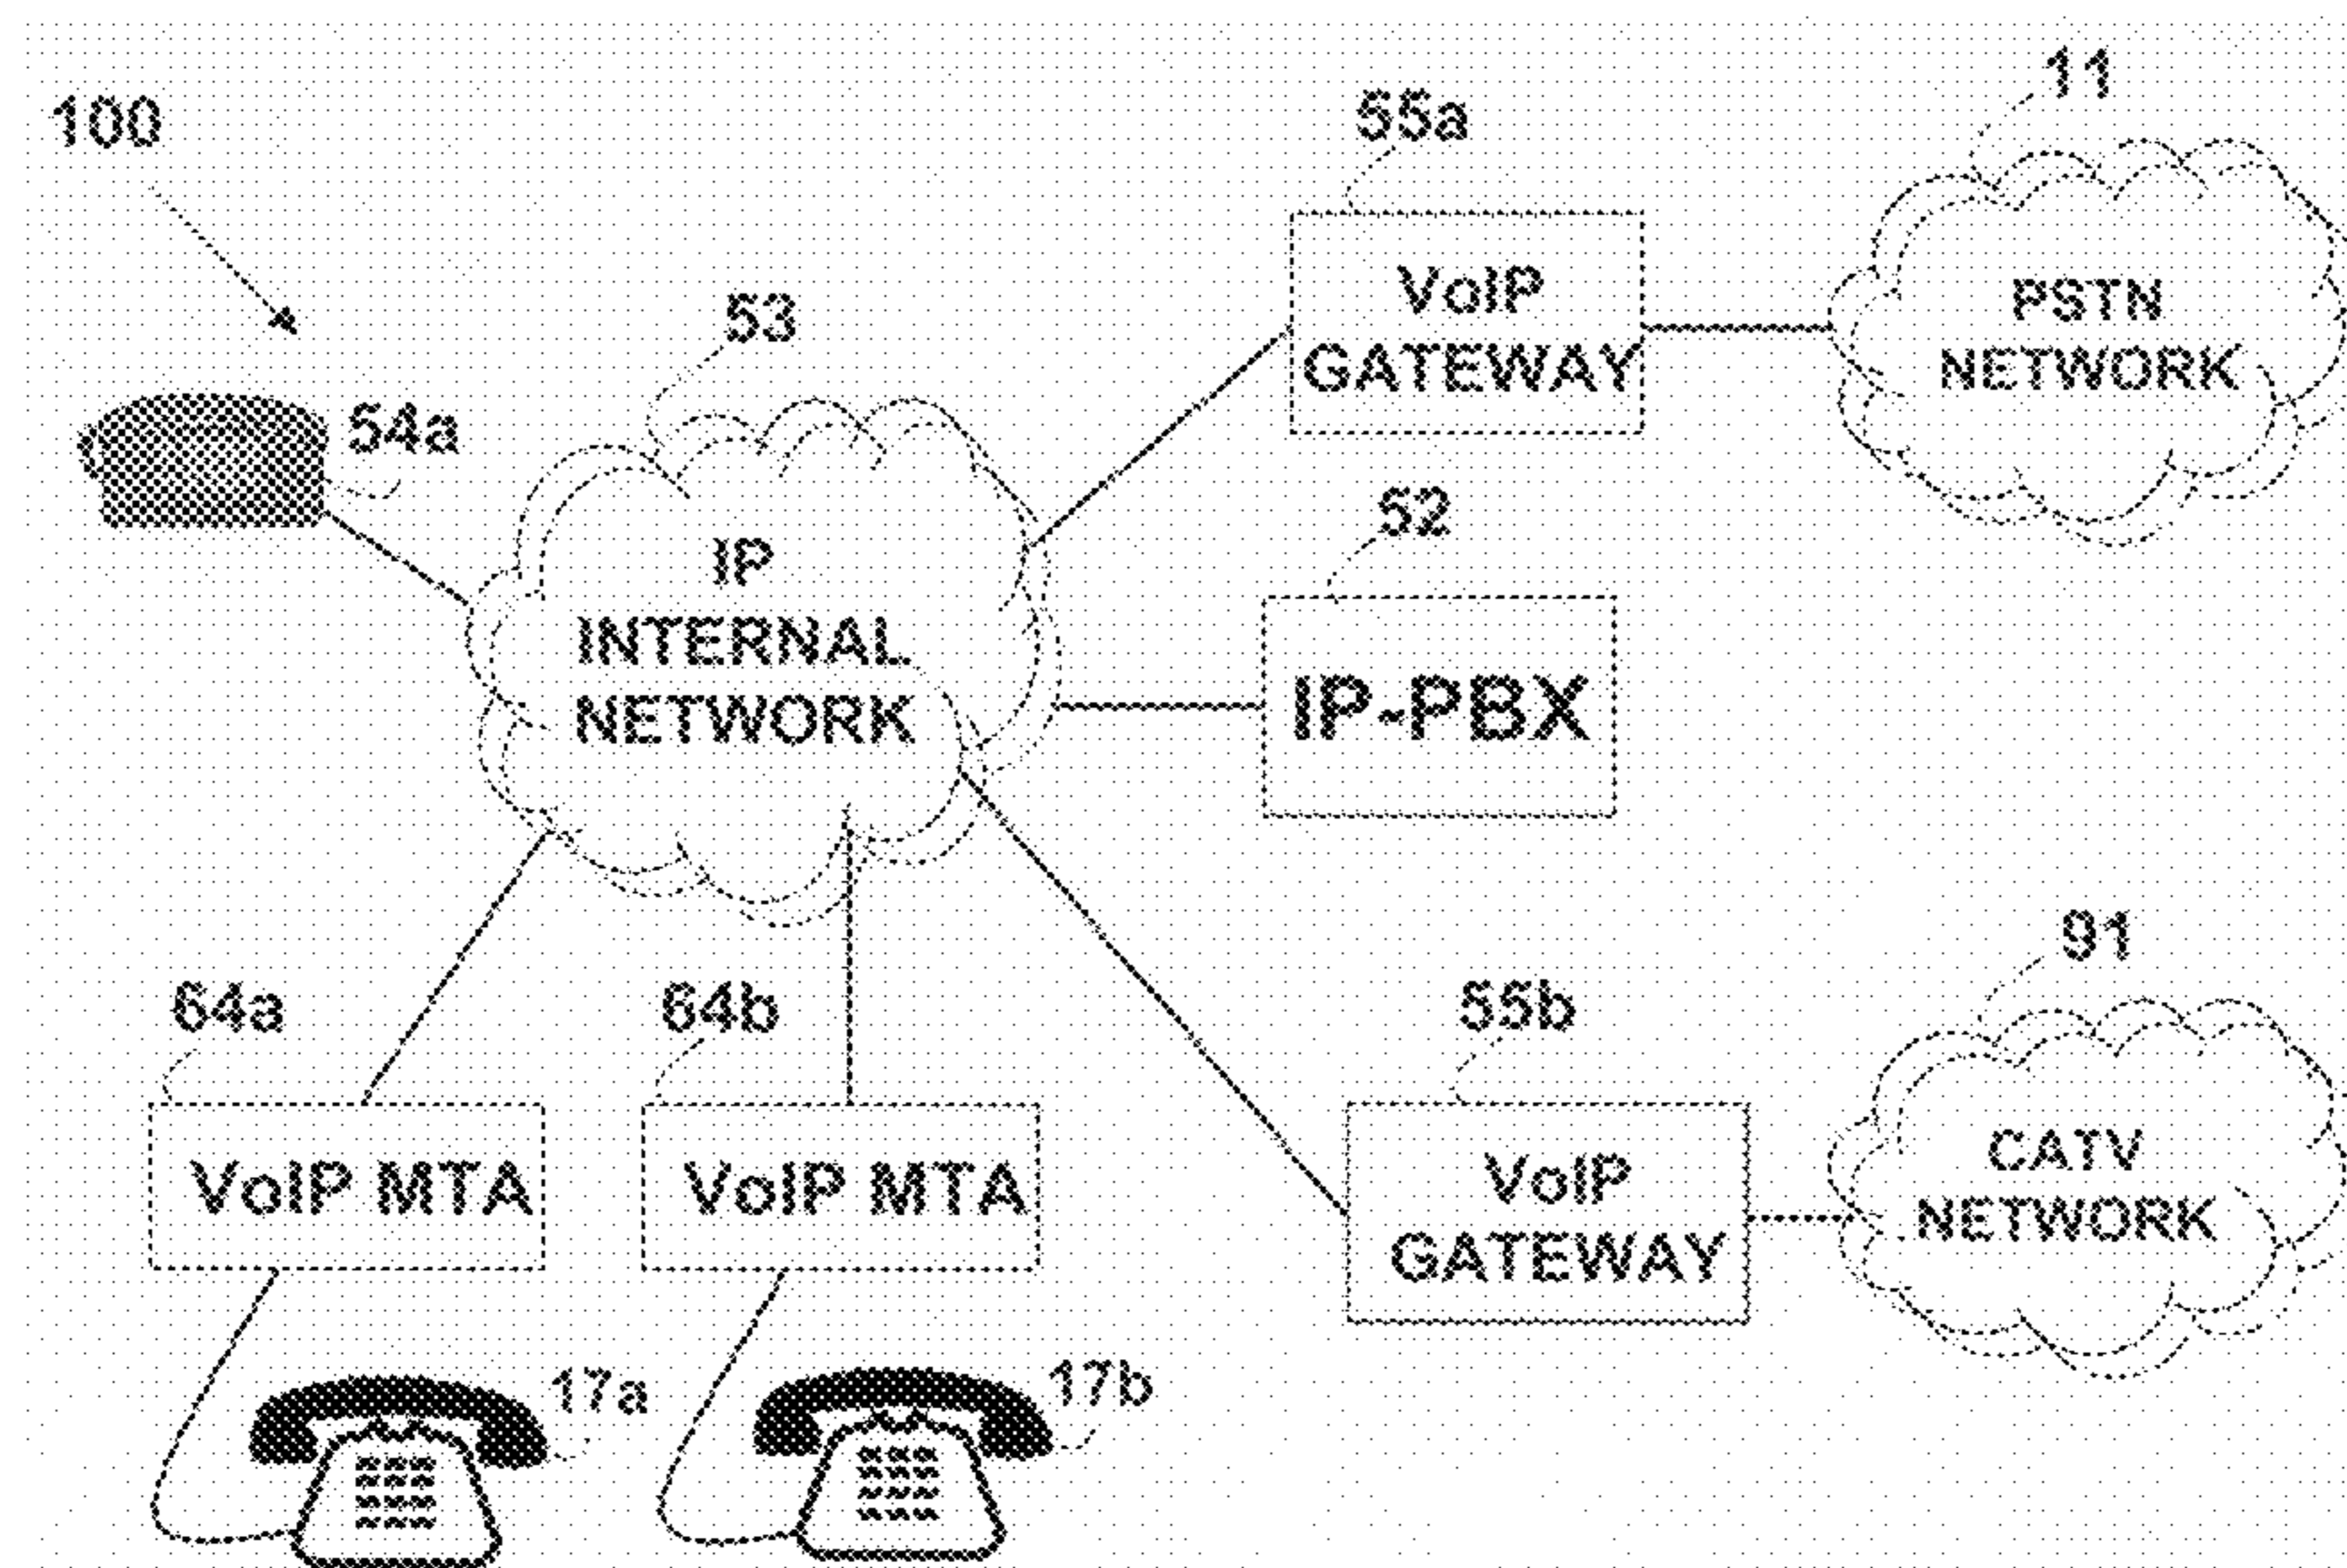 100
55a
11
VoIP
GATEWAY
PSTN
NETWORK
53
54a
52
IP
INTERNAL
NETWORK
IP-PBX
91
64a
64b
55b
VoIP MTA
VoIP MTA
VoIP
GATEWAY
CATV
NETWORK
17a
17b